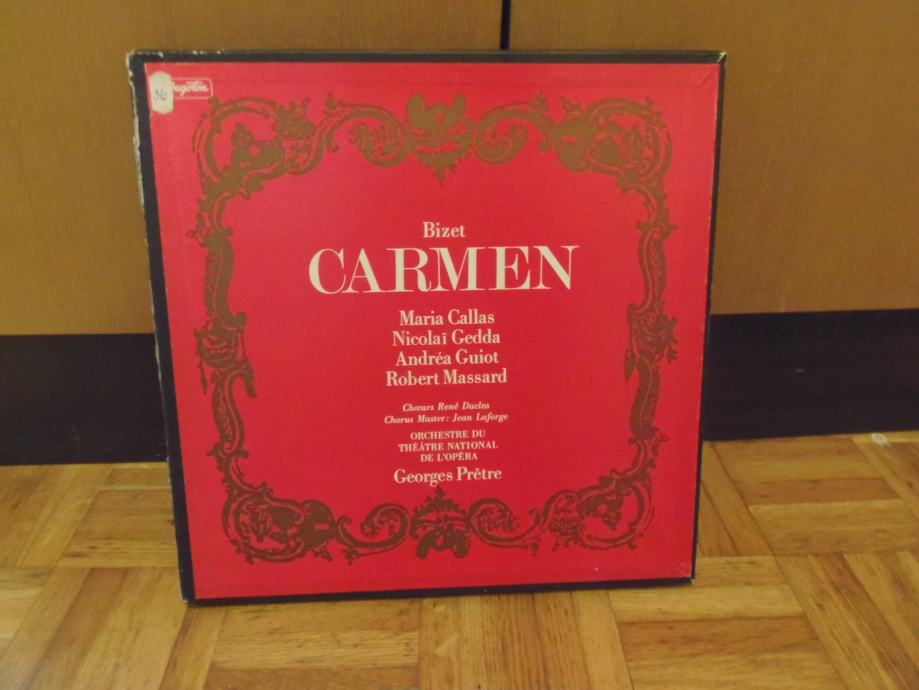 36
Bizet
CARMEN
Maria Callas
Nicolaï Gedda
Andréa Guiot
Robert Massard
Chœurs René Duclos
Chorus Master: Jean Laforge
ORCHESTRE DU
THÉÂTRE NATIONAL
DE L'OPÉRA
Georges Prêtre